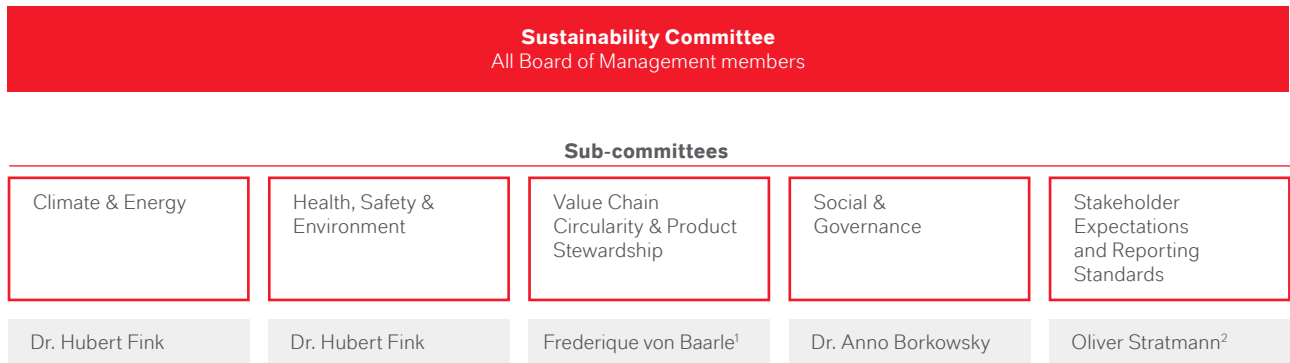 Sustainability Committee
All Board of Management members
Sub-committees
Climate & Energy
Health, Safety &
Environment
Value Chain
Circularity & Product
Stewardship
Social &
Governance
Stakeholder
Expectations
and Reporting
Standards
Dr. Hubert Fink
Dr. Hubert Fink
Frederique von Baarle¹
Dr. Anno Borkowsky
Oliver Stratmann²